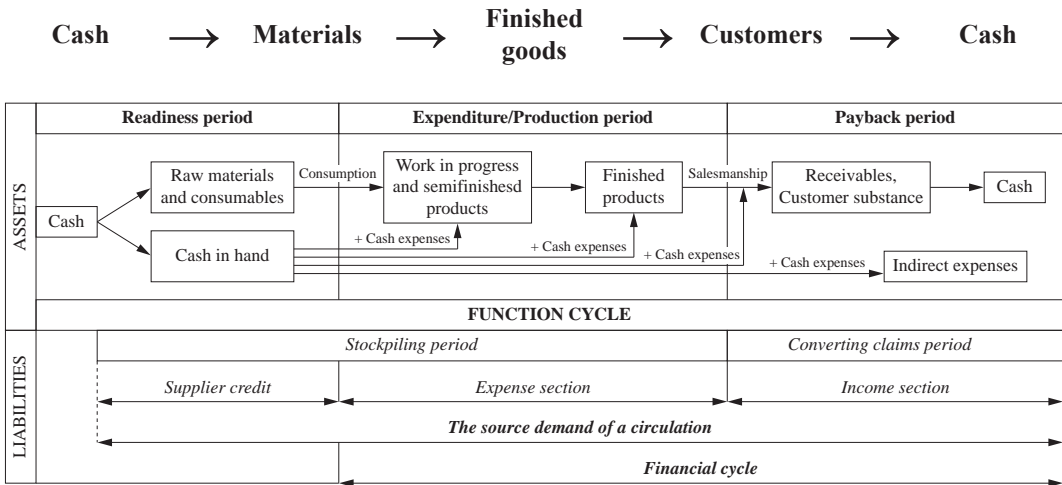 Cash → Materials → Finished goods → Customers → Cash
ASSETS
Readiness period
Expenditure/Production period
Payback period
Cash
Raw materials
and consumables
Consumption
Work in progress
and semifinishesd
products
Finished
products
Salesmanship
Receivables,
Customer substance
Cash
Cash in hand
+ Cash expenses
+ Cash expenses
+ Cash expenses
+ Cash expenses
Indirect expenses
FUNCTION CYCLE
LIABILITIES
Stockpiling period
Converting claims period
Supplier credit
Expense section
Income section
The source demand of a circulation
Financial cycle